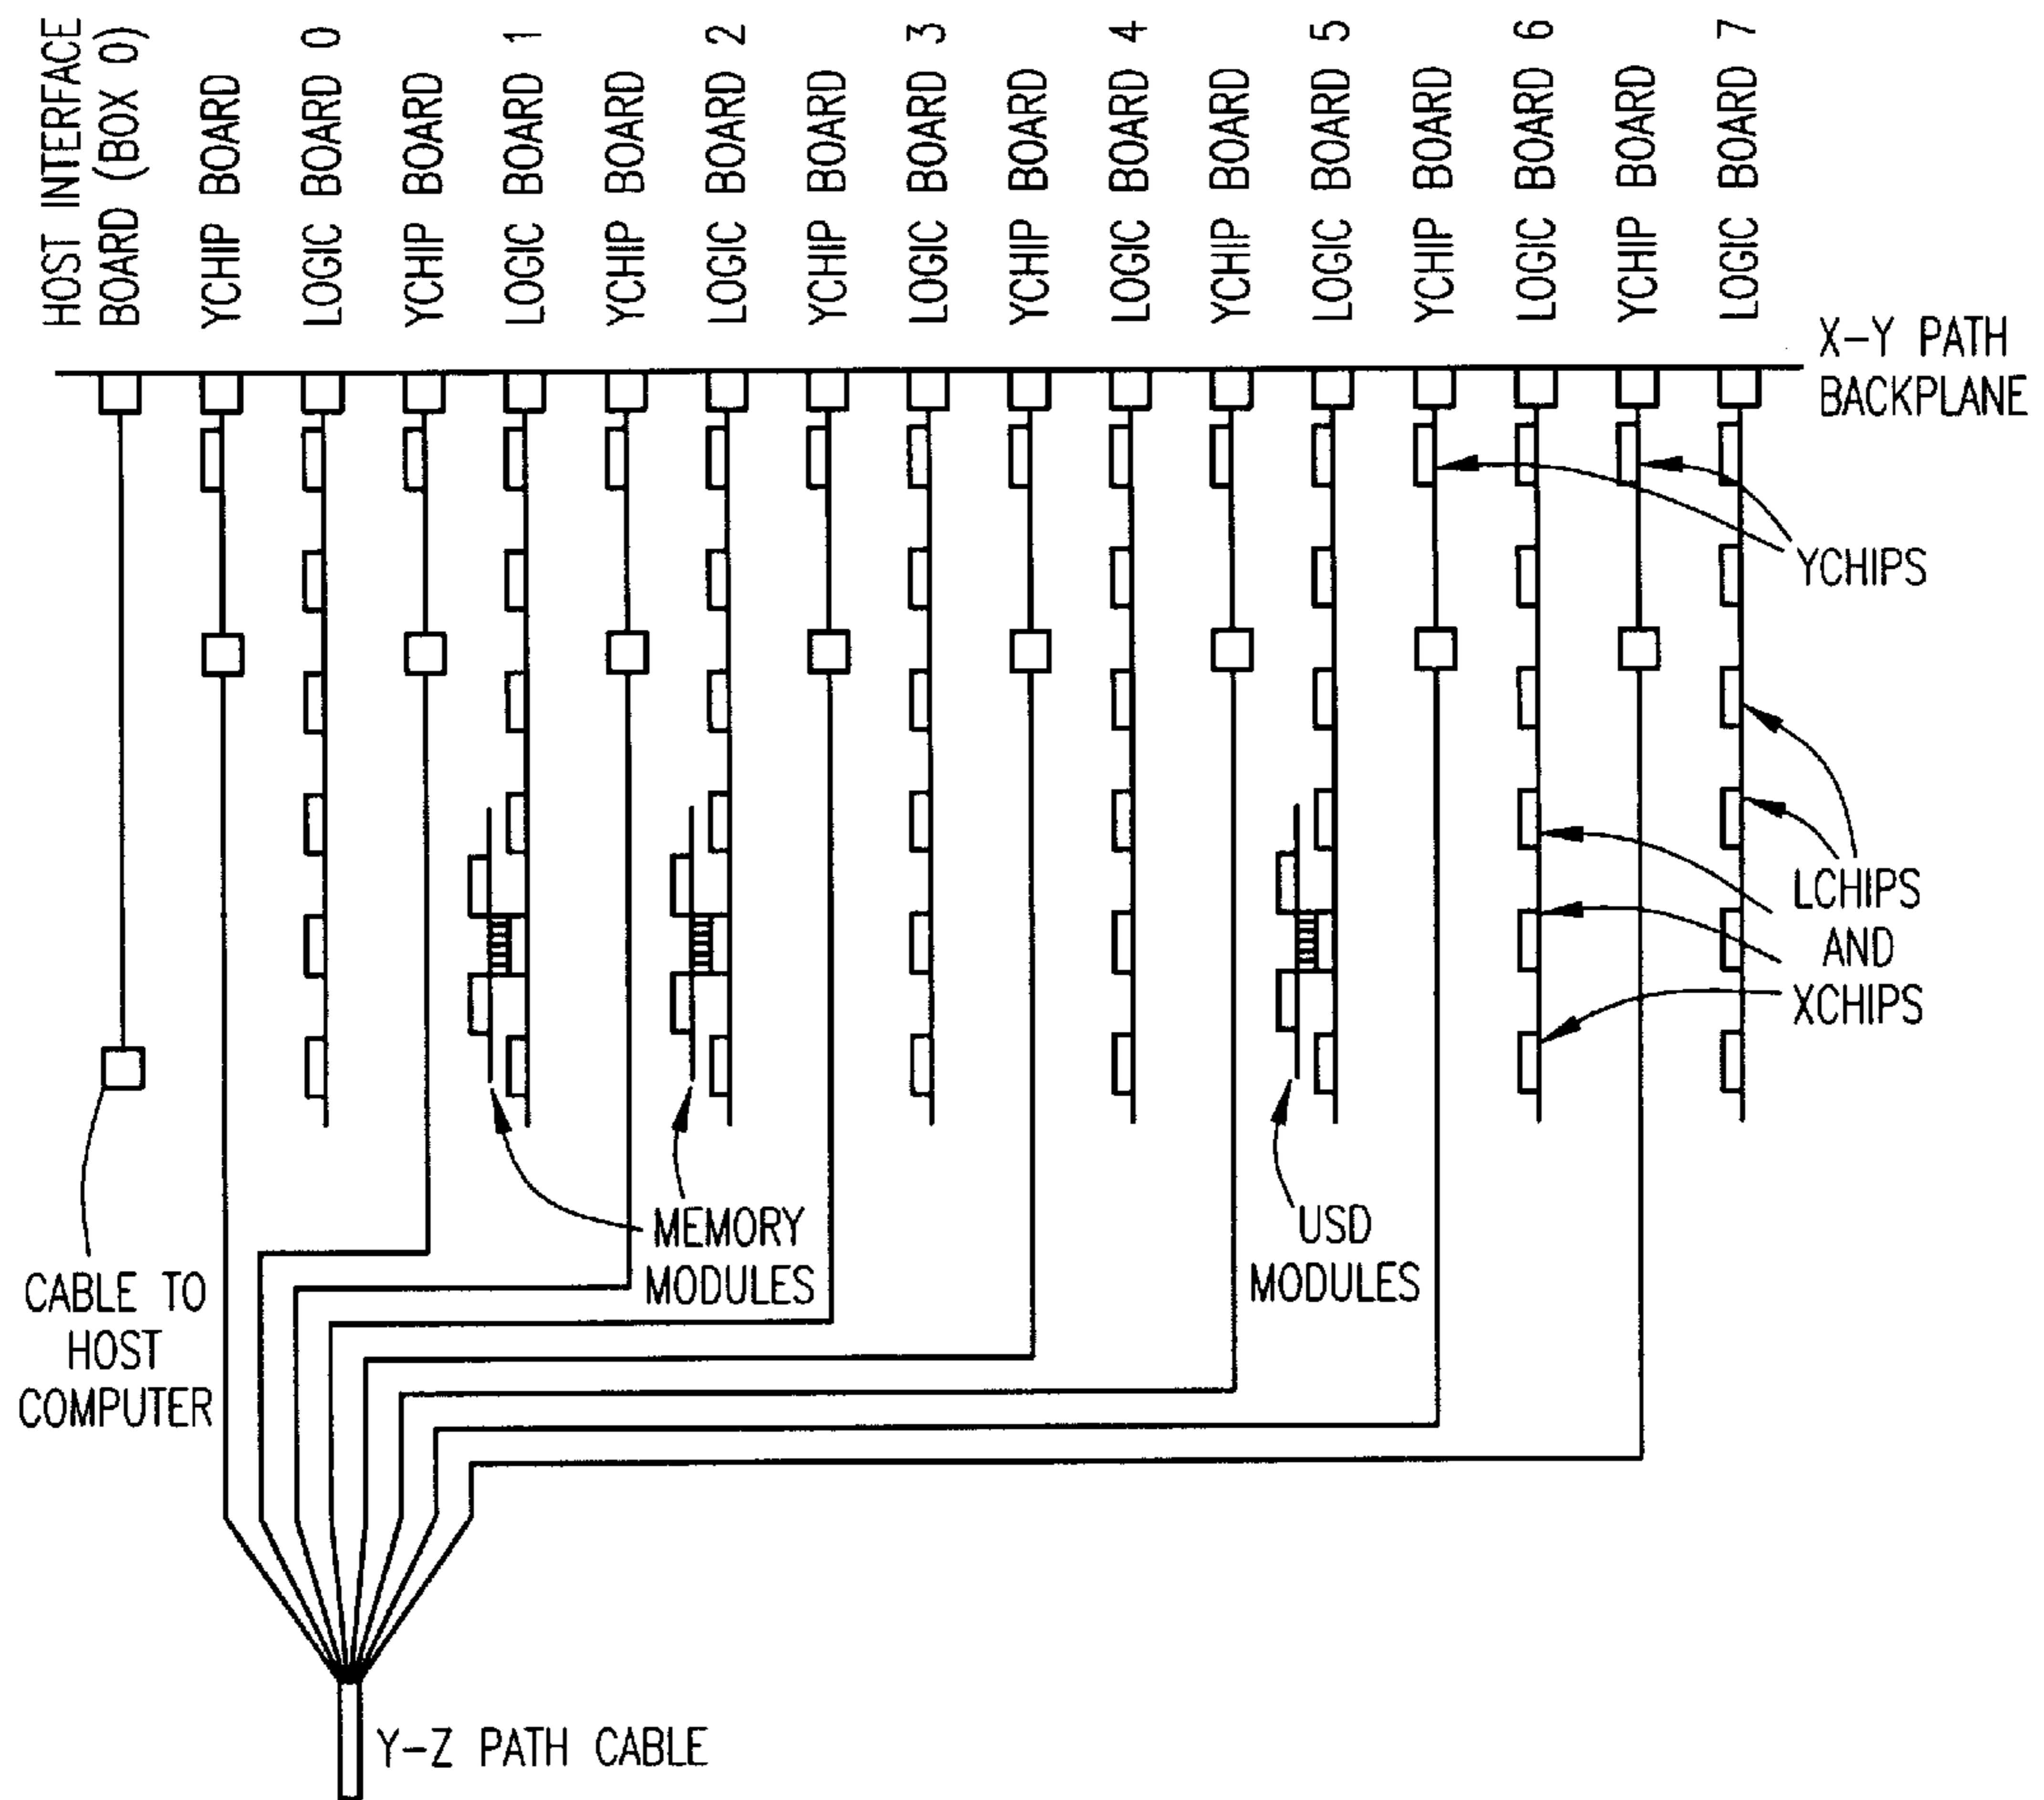 HOST INTERFACE
BOARD (BOX 0)
YCHIP BOARD
LOGIC BOARD 0
YCHIP BOARD
LOGIC BOARD 1
YCHIP BOARD
LOGIC BOARD 2
YCHIP BOARD
LOGIC BOARD 3
YCHIP BOARD
LOGIC BOARD 4
YCHIP BOARD
LOGIC BOARD 5
YCHIP BOARD
LOGIC BOARD 6
YCHIP BOARD
LOGIC BOARD 7
X-Y PATH
BACKPLANE
YCHIPS
LCHIPS
AND
XCHIPS
MEMORY
MODULES
USD
MODULES
CABLE TO
HOST
COMPUTER
Y-Z PATH CABLE